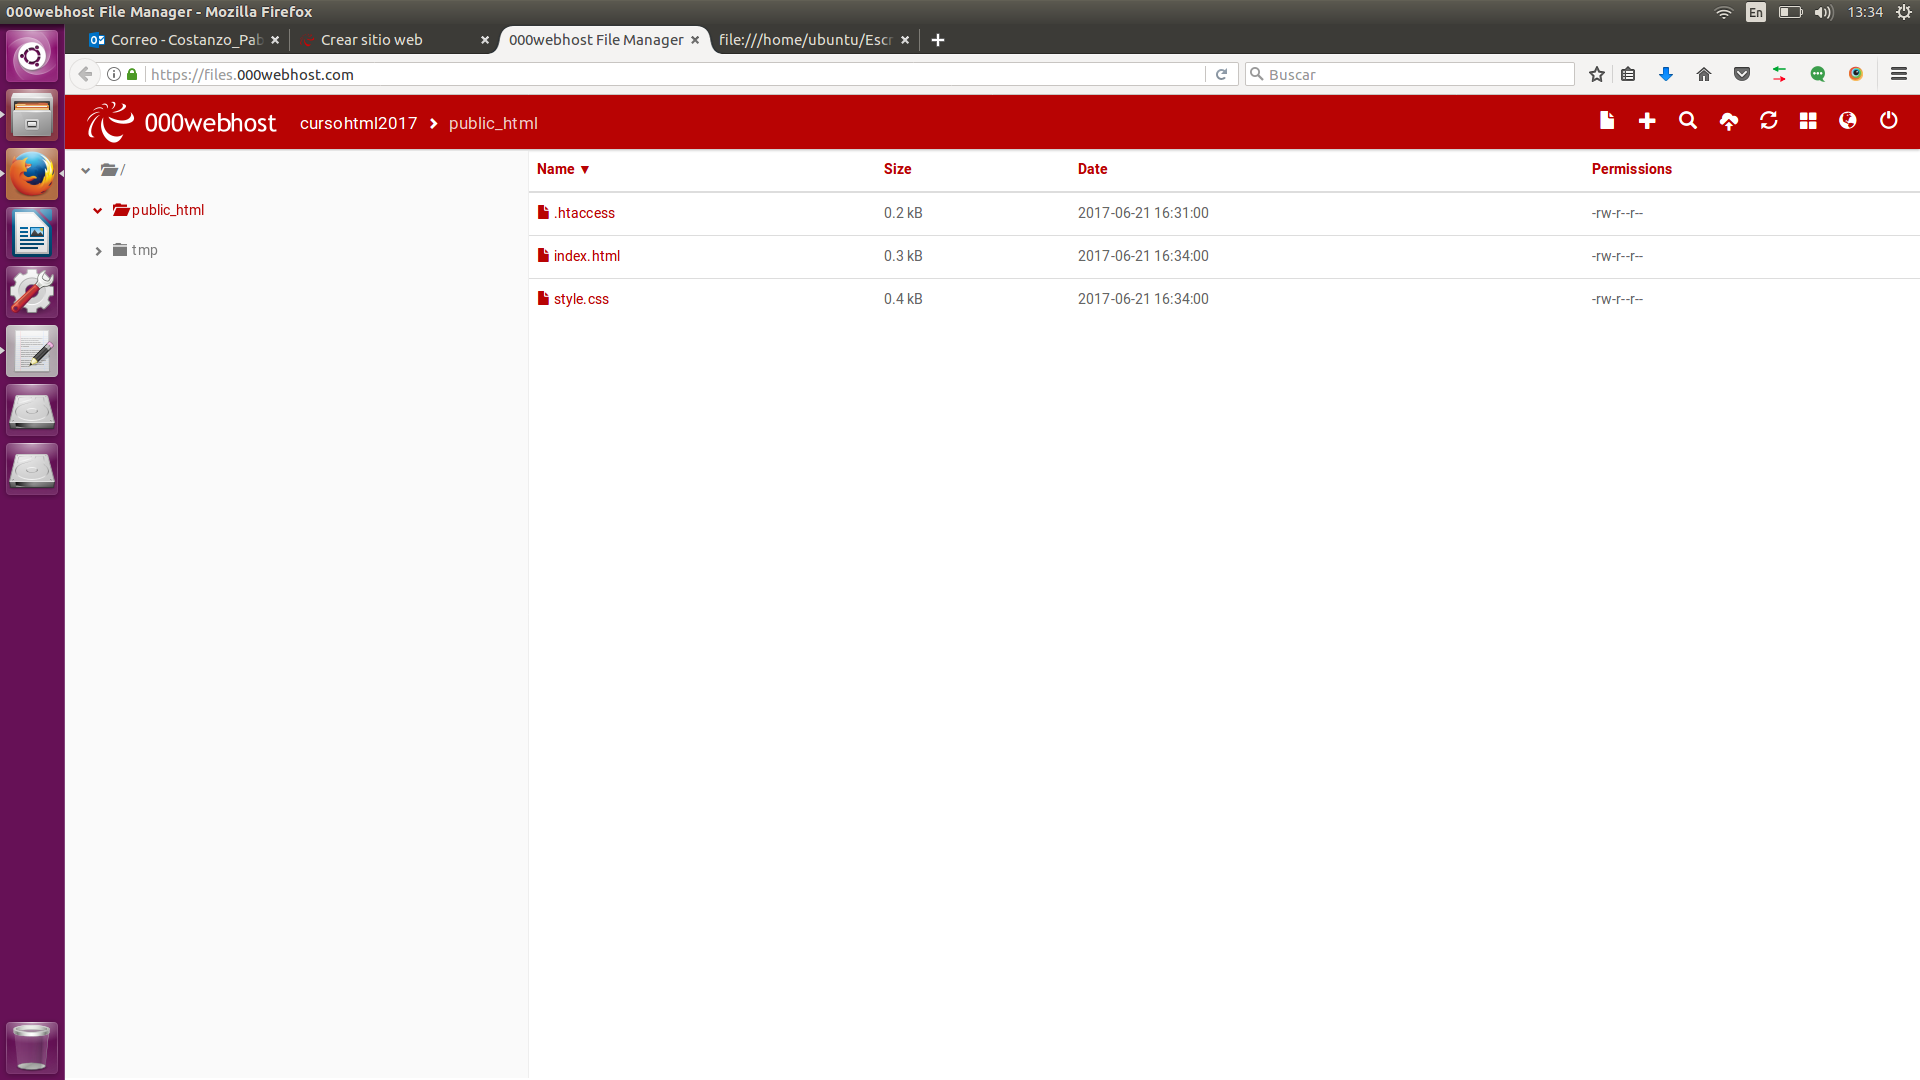 000webhost File Manager - Mozilla Firefox
En
13:34
Correo - Costanzo_Pab
Crear sitio web
000webhost File Manager
file:///home/ubuntu/Escr
https://files.000webhost.com
Buscar
000webhost cursohtml2017 public_html
/
public_html
tmp
Name ▼ Size Date Permissions
.htaccess 0.2 kB 2017-06-21 16:31:00 -rw-r--r--
index.html 0.3 kB 2017-06-21 16:34:00 -rw-r--r--
style.css 0.4 kB 2017-06-21 16:34:00 -rw-r--r--